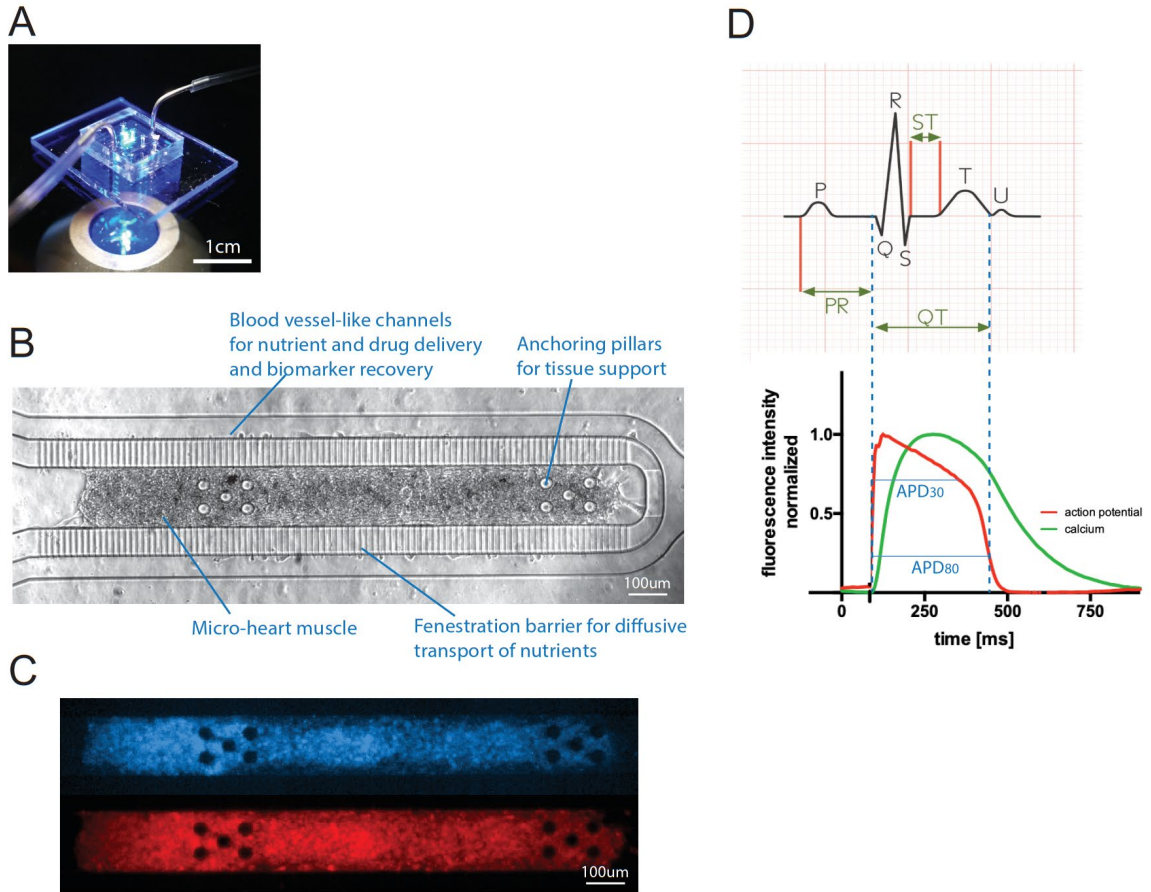 A
1cm
B
Blood vessel-like channels
for nutrient and drug delivery
and biomarker recovery
Anchoring pillars
for tissue support
100um
Micro-heart muscle
Fenestration barrier for diffusive
transport of nutrients
C
100um
D
R
ST
P
T
U
Q
S
PR
QT
fluorescence intensity
normalized
1.0
0.5
APD30
APD80
action potential
calcium
0
250
500
750
time [ms]